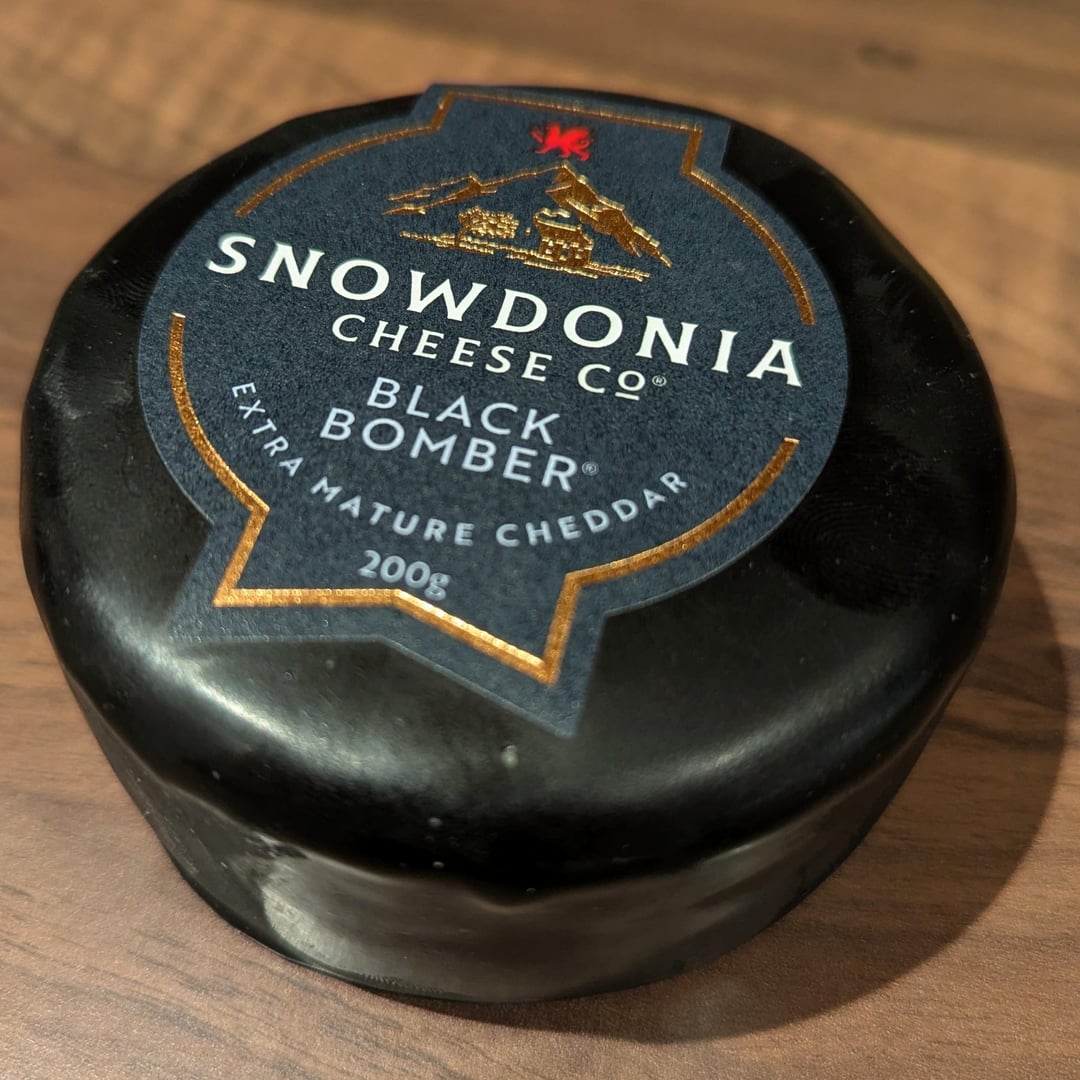 SNOWDONIA
CHEESE Cº®
BLACK
BOMBER®
EXTRA MATURE CHEDDAR
200g